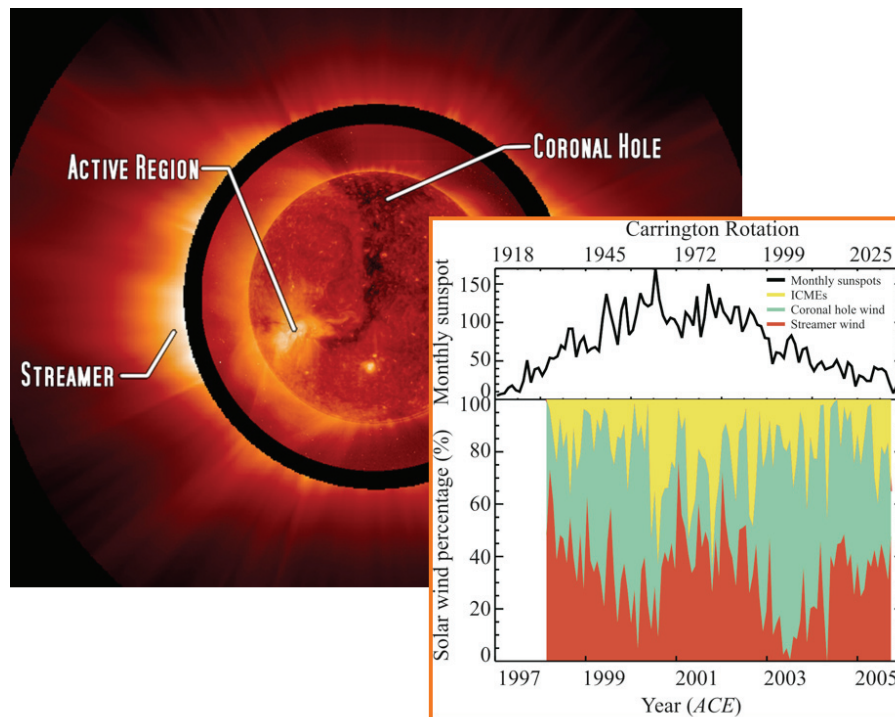 CORONAL HOLE
ACTIVE REGION
STREAMER
Carrington Rotation
1918 1945 1972 1999 2025
Monthly sunspot
150
100
50
0
Monthly sunspots
ICMEs
Coronal hole wind
Streamer wind
Solar wind percentage (%)
100
80
60
40
20
0
1997 1999 2001 2003 2005
Year (ACE)